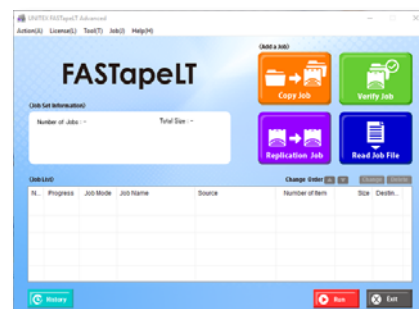 UNITEX FASTapeLT Advanced
Action(A) License(L) Tool(T) Job(J) Help(H)
(Add a Job)
FASTapeLT
Copy Job
Verify Job
(Job Set Information)
Number of Jobs : -
Total Size : -
Replication Job
Read Job File
(Job List)
Change Order
Change
Delete
N... Progress Job Mode Job Name Source Number of Item Size Destin...
History
Run
Exit